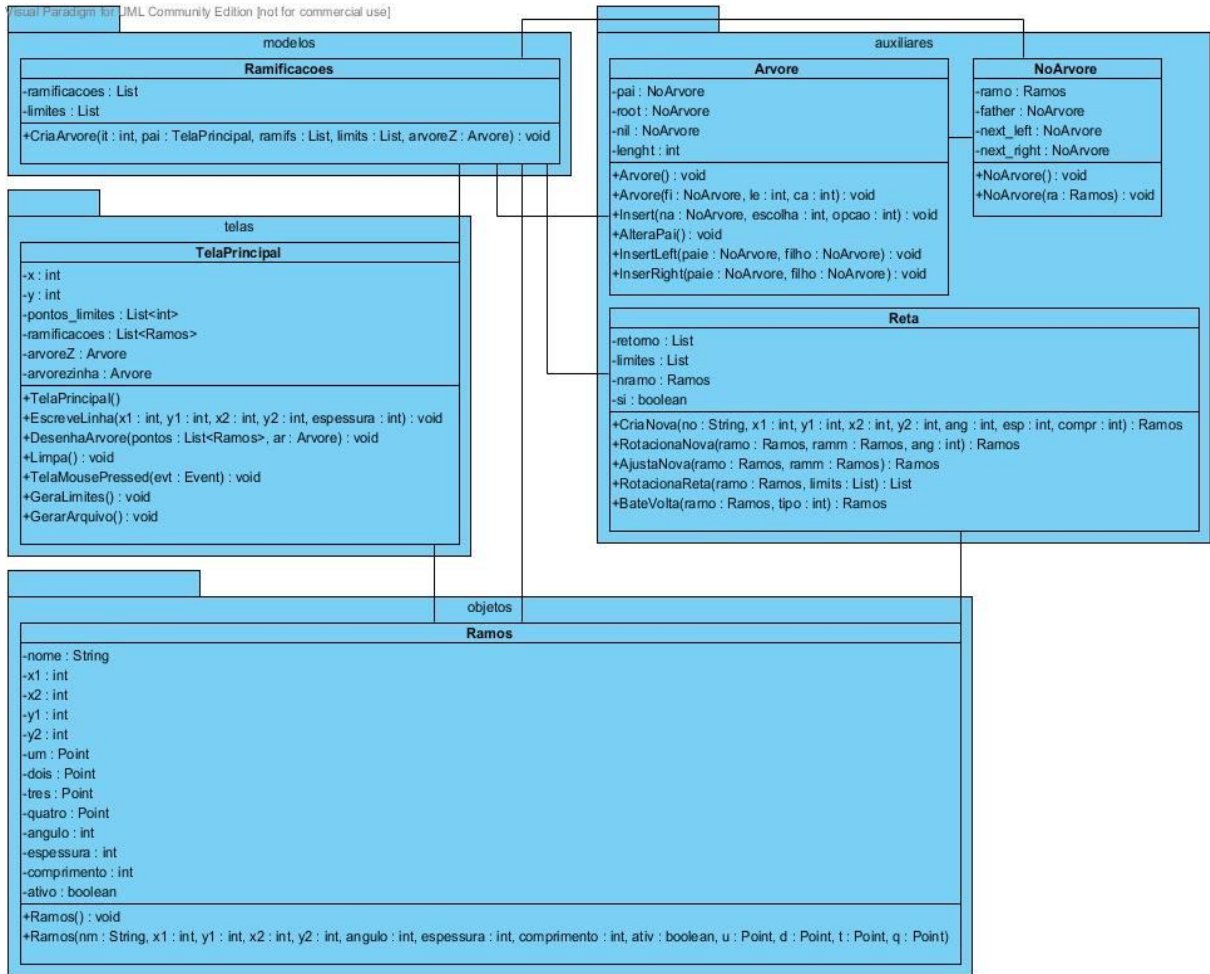 Visual Paradigm for UML Community Edition [not for commercial use]
modelos
Ramificacoes
-ramificacoes : List
-limites : List
+CriaArvore(it : int, pai : TelaPrincipal, ramifs : List, limits : List, arvoreZ : Arvore) : void
telas
TelaPrincipal
-x : int
-y : int
-pontos_limites : List<int>
-ramificacoes : List<Ramos>
-arvoreZ : Arvore
-arvorezinha : Arvore
+TelaPrincipal()
+EscreveLinha(x1 : int, y1 : int, x2 : int, y2 : int, espessura : int) : void
+DesenhaArvore(pontos : List<Ramos>, ar : Arvore) : void
+Limpa() : void
+TelaMousePressed(evt : Event) : void
+GeraLimites() : void
+GerarArquivo() : void
auxiliares
Arvore
-pai : NoArvore
-root : NoArvore
-nil : NoArvore
-lenght : int
+Arvore() : void
+Arvore(fi : NoArvore, le : int, ca : int) : void
+Insert(na : NoArvore, escolha : int, opcao : int) : void
+AlteraPai() : void
+InsertLeft(paie : NoArvore, filho : NoArvore) : void
+InserRight(paie : NoArvore, filho : NoArvore) : void
NoArvore
-ramo : Ramos
-father : NoArvore
-next_left : NoArvore
-next_right : NoArvore
+NoArvore() : void
+NoArvore(ra : Ramos) : void
Reta
-retorno : List
-limites : List
-nramo : Ramos
-si : boolean
+CriaNova(no : String, x1 : int, y1 : int, x2 : int, y2 : int, ang : int, esp : int, compr : int) : Ramos
+RotacionaNova(ramo : Ramos, ramm : Ramos, ang : int) : Ramos
+AjustaNova(ramo : Ramos, ramm : Ramos) : Ramos
+RotacionaReta(ramo : Ramos, limits : List) : List
+BateVolta(ramo : Ramos, tipo : int) : Ramos
objetos
Ramos
-nome : String
-x1 : int
-x2 : int
-y1 : int
-y2 : int
-um : Point
-dois : Point
-tres : Point
-quatro : Point
-angulo : int
-espessura : int
-comprimento : int
-ativo : boolean
+Ramos() : void
+Ramos(nm : String, x1 : int, y1 : int, x2 : int, y2 : int, angulo : int, espessura : int, comprimento : int, ativ : boolean, u : Point, d : Point, t : Point, q : Point)